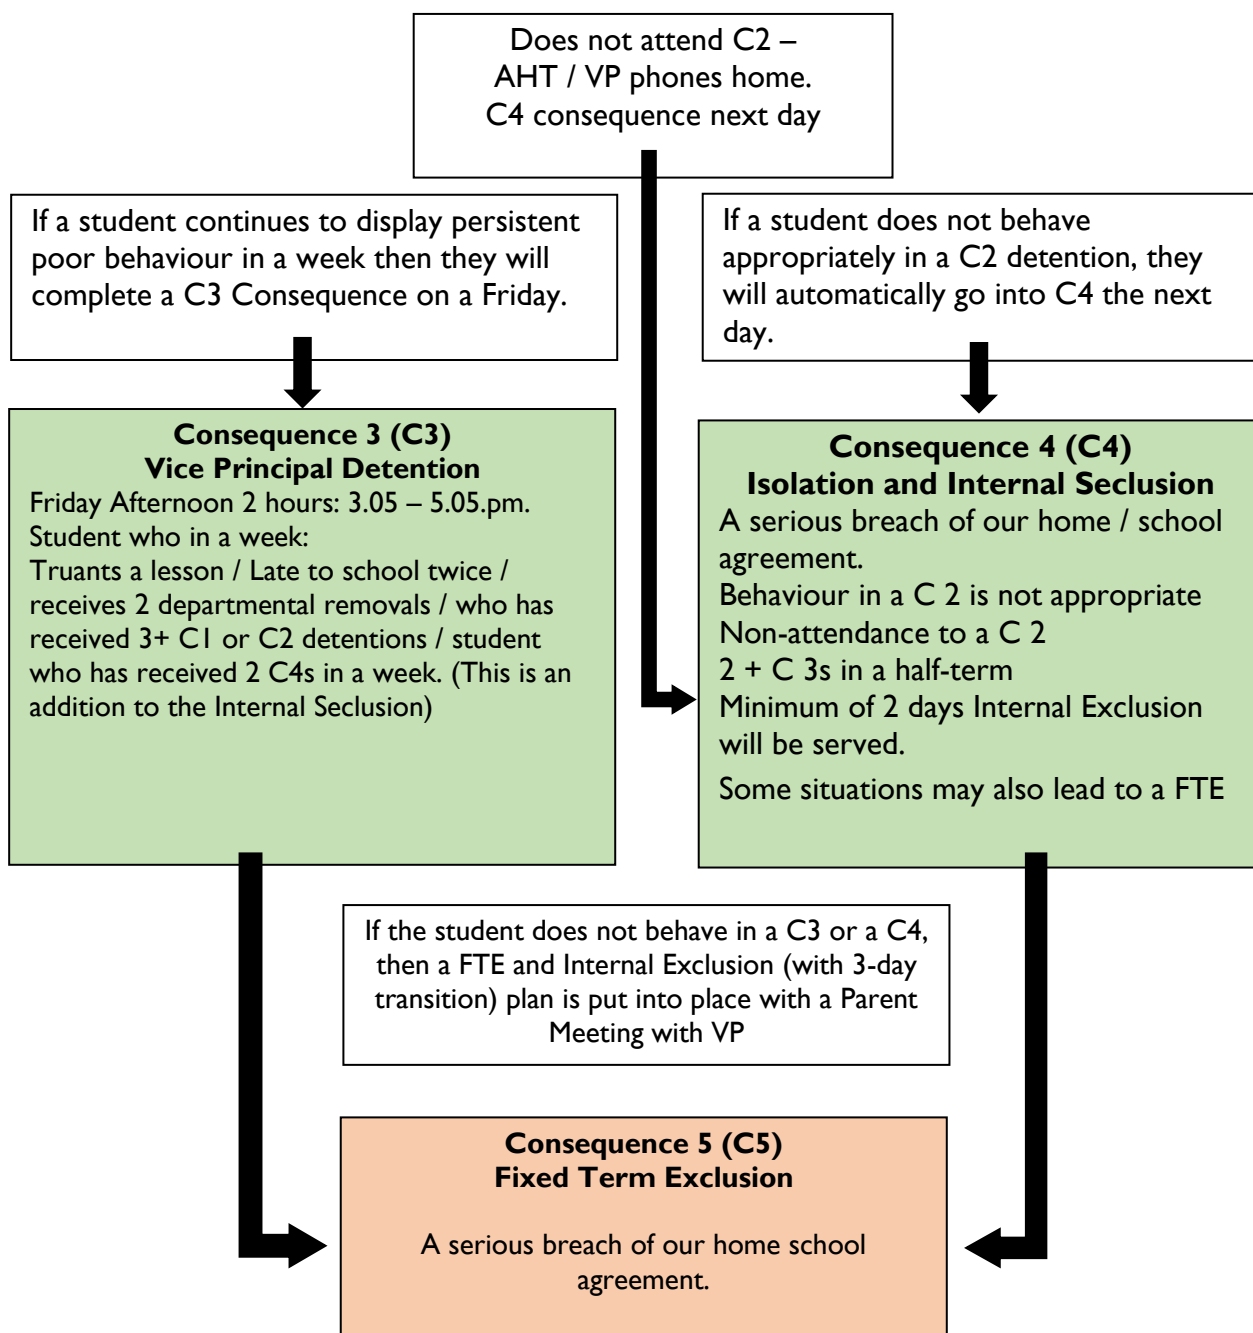 Does not attend C2 –
AHT / VP phones home.
C4 consequence next day
If a student continues to display persistent
poor behaviour in a week then they will
complete a C3 Consequence on a Friday.
If a student does not behave
appropriately in a C2 detention, they
will automatically go into C4 the next
day.
Consequence 3 (C3)
Vice Principal Detention
Friday Afternoon 2 hours: 3.05 – 5.05.pm.
Student who in a week:
Truants a lesson / Late to school twice /
receives 2 departmental removals / who has
received 3+ C1 or C2 detentions / student
who has received 2 C4s in a week. (This is an
addition to the Internal Seclusion)
Consequence 4 (C4)
Isolation and Internal Seclusion
A serious breach of our home / school
agreement.
Behaviour in a C 2 is not appropriate
Non-attendance to a C 2
2 + C 3s in a half-term
Minimum of 2 days Internal Exclusion
will be served.
Some situations may also lead to a FTE
If the student does not behave in a C3 or a C4,
then a FTE and Internal Exclusion (with 3-day
transition) plan is put into place with a Parent
Meeting with VP
Consequence 5 (C5)
Fixed Term Exclusion
A serious breach of our home school
agreement.